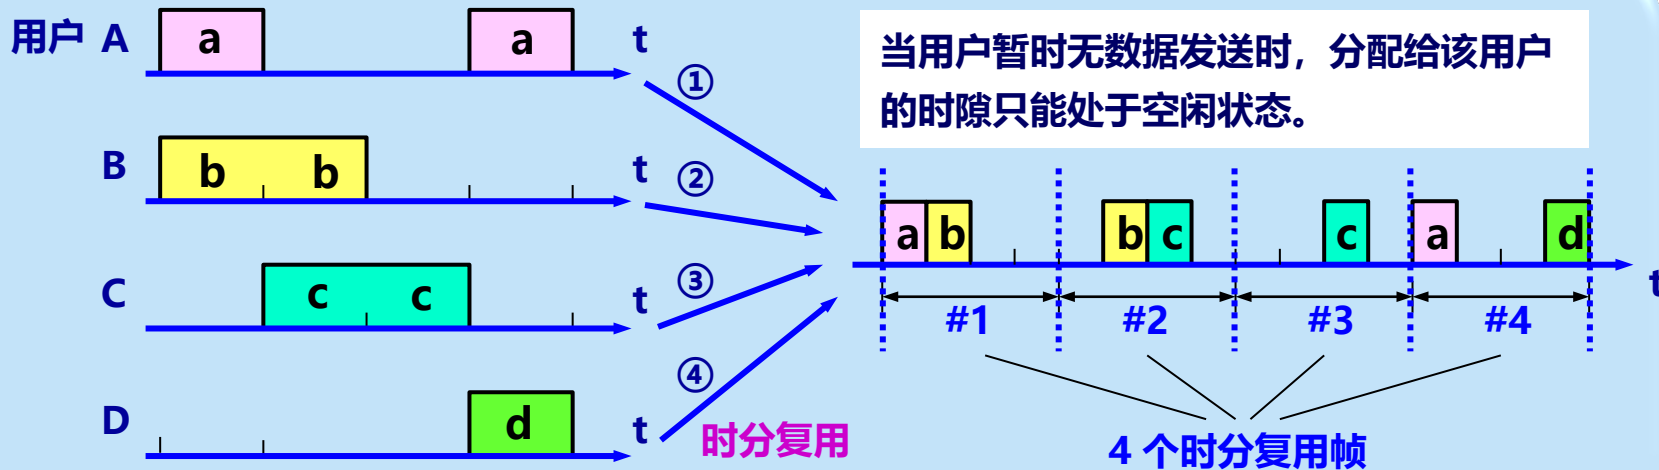 用户 A a a t ①
当用户暂时无数据发送时，分配给该用户
的时隙只能处于空闲状态。
B b b t ②
a b b c c a d
C c c t ③
t
#1 #2 #3 #4
④
D d t
时分复用
4 个时分复用帧